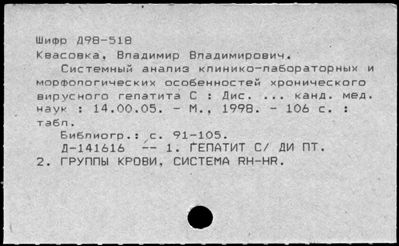 Шифр Д98-518
Квасовка, Владимир Владимирович.
Системный анализ клинико-лабораторных и
морфологических особенностей хронического
вирусного гепатита С : Дис. ... канд. мед.
наук : 14.00.05. - М., 1998. - 106 с. :
табл.
Библиогр.: с. 91-105.
Д-141616 -- 1. ГЕПАТИТ С/ ДИ ПТ.
2. ГРУППЫ КРОВИ, СИСТЕМА RH-HR.